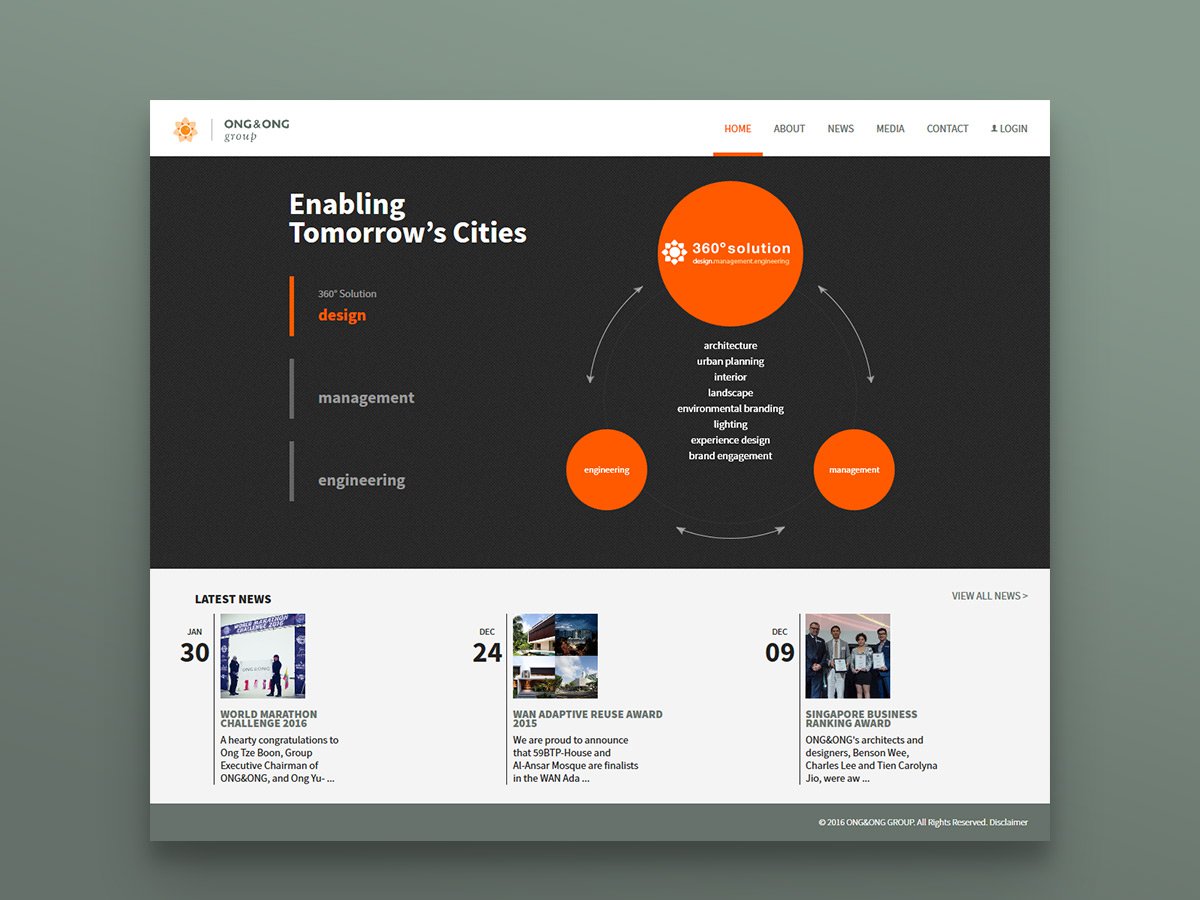 ONG&ONG
group
HOME ABOUT NEWS MEDIA CONTACT LOGIN
Enabling
Tomorrow's Cities
360° Solution
design
management
engineering
360°solution
design.management.engineering
architecture
urban planning
interior
landscape
environmental branding
lighting
experience design
brand engagement
engineering
management
LATEST NEWS
VIEW ALL NEWS >
JAN
30
WORLD MARATHON
CHALLENGE 2016
ONG&ONG
WORLD MARATHON
CHALLENGE 2016
A hearty congratulations to
Ong Tze Boon, Group
Executive Chairman of
ONG&ONG, and Ong Yu- ...
DEC
24
WAN ADAPTIVE REUSE AWARD
2015
We are proud to announce
that 59BTP-House and
Al-Ansar Mosque are finalists
in the WAN Ada ...
DEC
09
SINGAPORE BUSINESS
RANKING AWARD
ONG&ONG's architects and
designers, Benson Wee,
Charles Lee and Tien Carolyna
Jio, were aw ...
© 2016 ONG&ONG GROUP. All Rights Reserved. Disclaimer